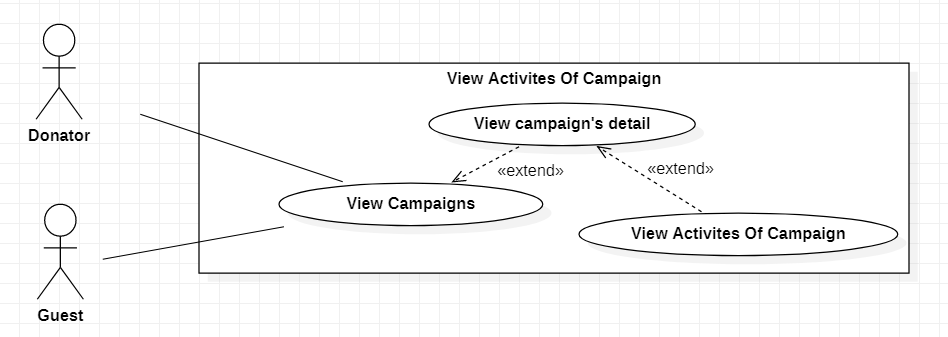 View Activites Of Campaign
View campaign's detail
Donator
«extend»
«extend»
View Campaigns
View Activites Of Campaign
Guest